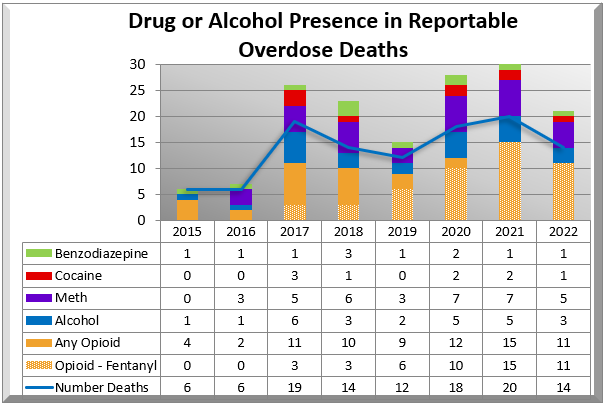 Drug or Alcohol Presence in Reportable
Overdose Deaths
30
25
20
15
10
5
0
2015 2016 2017 2018 2019 2020 2021 2022
Benzodiazepine 1 1 1 3 1 2 1 1
Cocaine 0 0 3 1 0 2 2 1
Meth 0 3 5 6 3 7 7 5
Alcohol 1 1 6 3 2 5 5 3
Any Opioid 4 2 11 10 9 12 15 11
Opioid - Fentanyl 0 0 3 3 6 10 15 11
Number Deaths 6 6 19 14 12 18 20 14